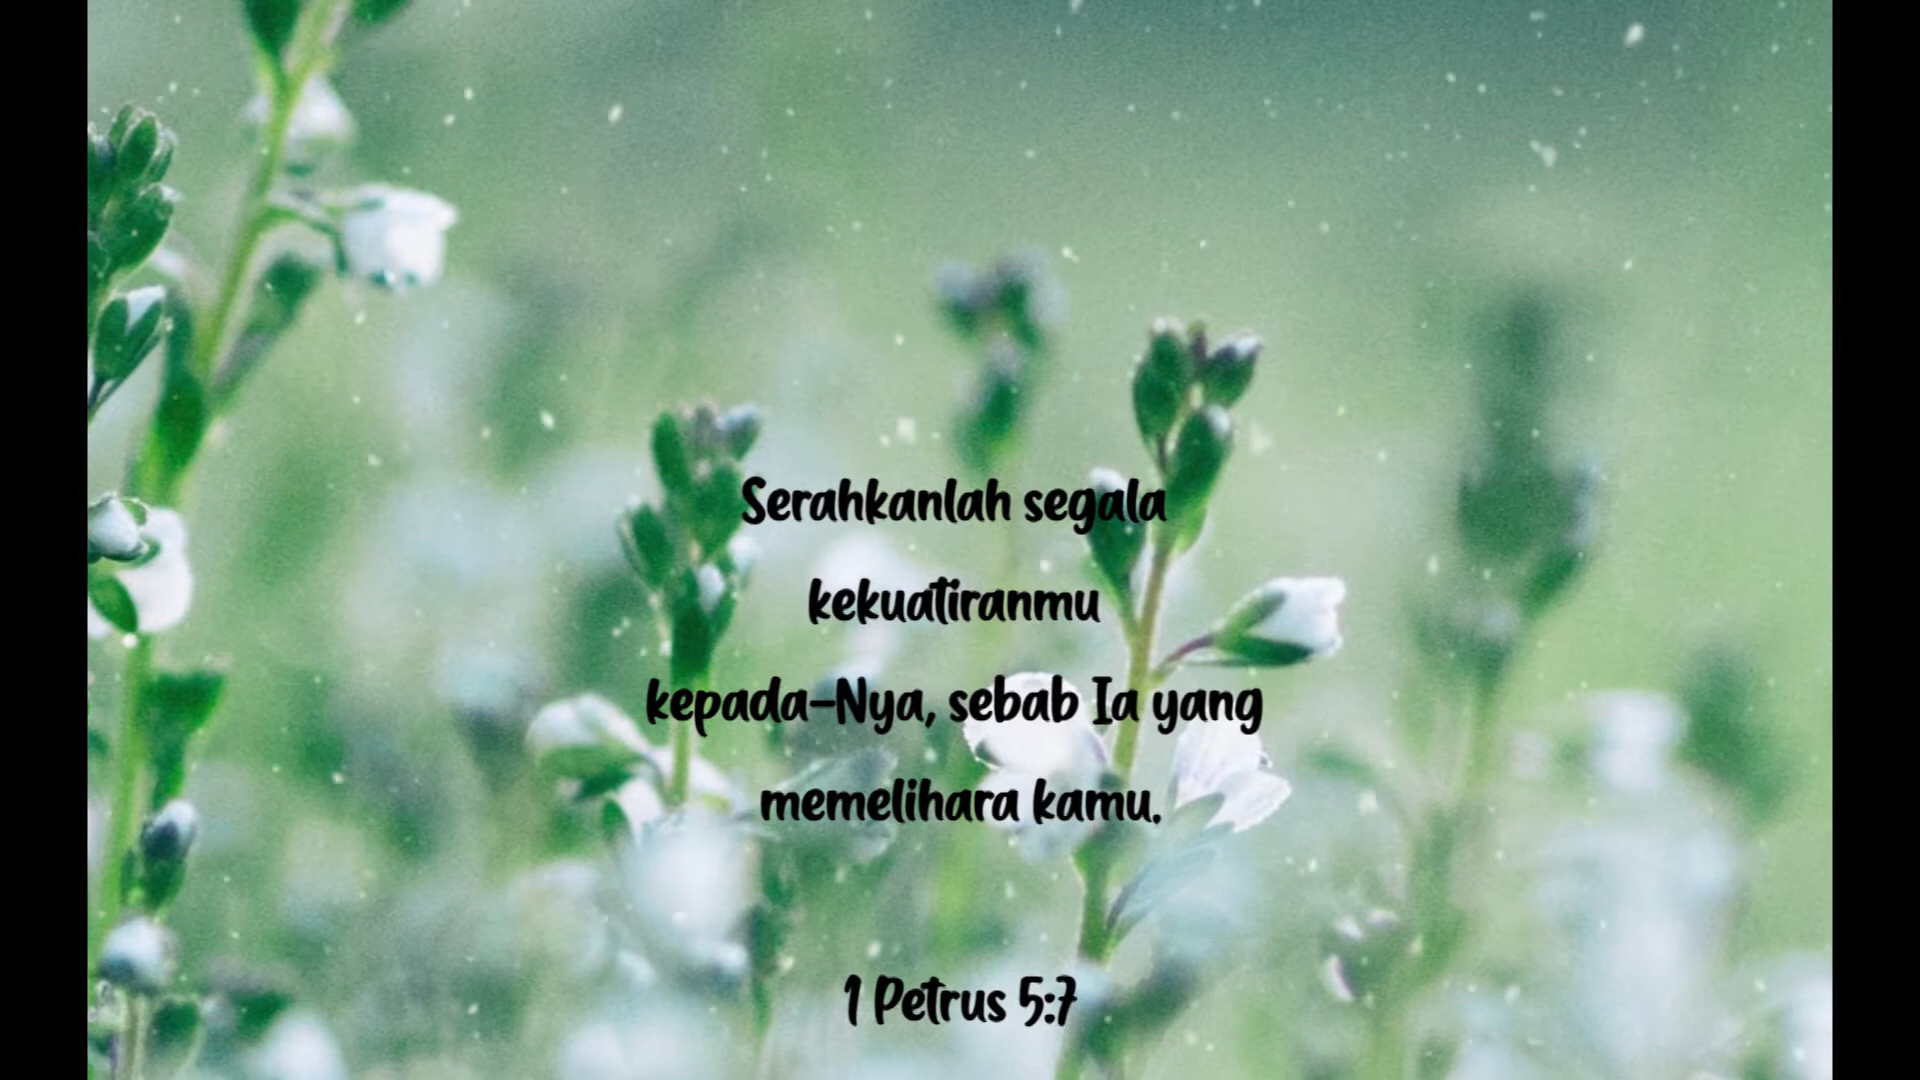 Serahkanlah segala
kekuatiranmu
kepada-Nya, sebab Ia yang
memelihara kamu.
1 Petrus 5:7